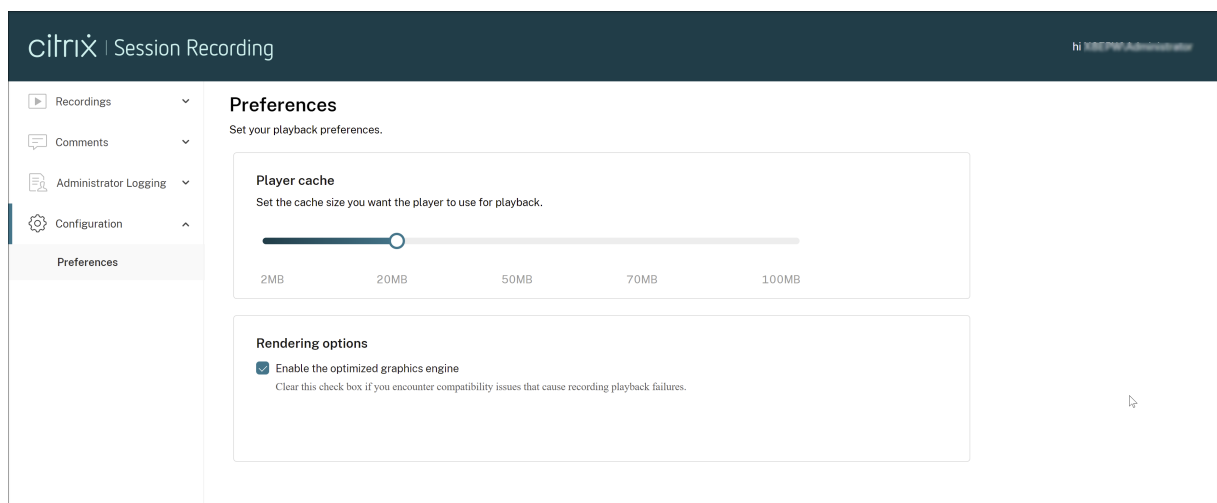 citrix | Session Recording
hi
Recordings
Comments
Administrator Logging
Configuration
Preferences
Preferences
Set your playback preferences.
Player cache
Set the cache size you want the player to use for playback.
2MB 20MB 50MB 70MB 100MB
Rendering options
Enable the optimized graphics engine
Clear this check box if you encounter compatibility issues that cause recording playback failures.